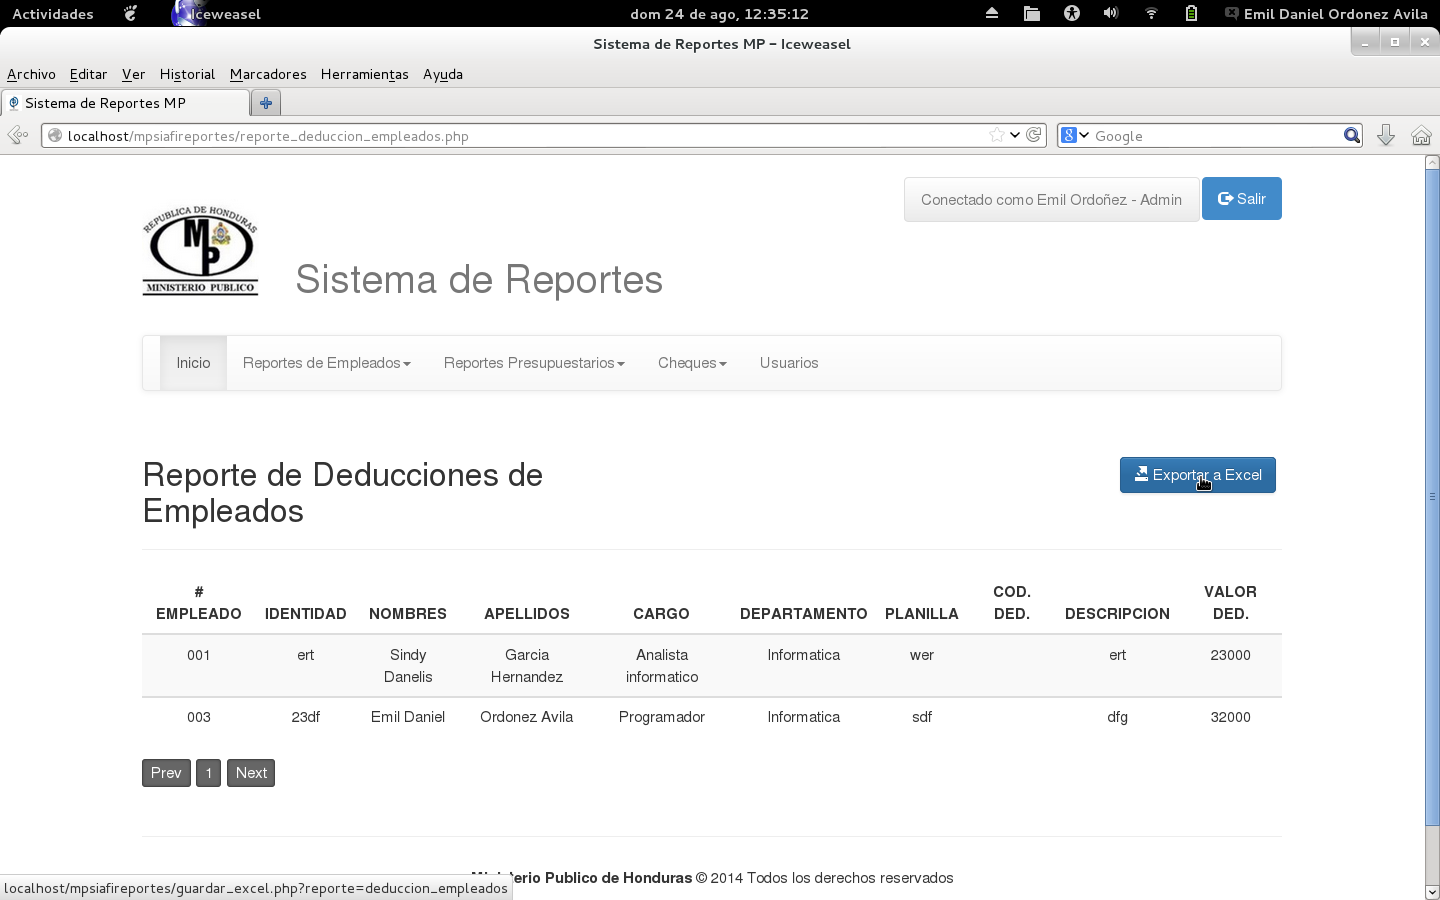 Actividades Iceweasel dom 24 de ago, 12:35:12 Emil Daniel Ordonez Avila
Sistema de Reportes MP – Iceweasel
Archivo Editar Ver Historial Marcadores Herramientas Ayuda
Sistema de Reportes MP
localhost/mpsiafireportes/reporte_deduccion_empleados.php Google
Conectado como Emil Ordoñez - Admin Salir
REPUBLICA DE HONDURAS
MP
MINISTERIO PUBLICO
Sistema de Reportes
Inicio Reportes de Empleados Reportes Presupuestarios Cheques Usuarios
Reporte de Deducciones de
Empleados
Exportar a Excel
# EMPLEADO IDENTIDAD NOMBRES APELLIDOS CARGO DEPARTAMENTO PLANILLA COD. DED. DESCRIPCION VALOR DED.
001 ert Sindy Danelis Garcia Hernandez Analista informatico Informatica wer ert 23000
003 23df Emil Daniel Ordonez Avila Programador Informatica sdf dfg 32000
Prev 1 Next
Ministerio Publico de Honduras © 2014 Todos los derechos reservados
localhost/mpsiafireportes/guardar_excel.php?reporte=deduccion_empleados